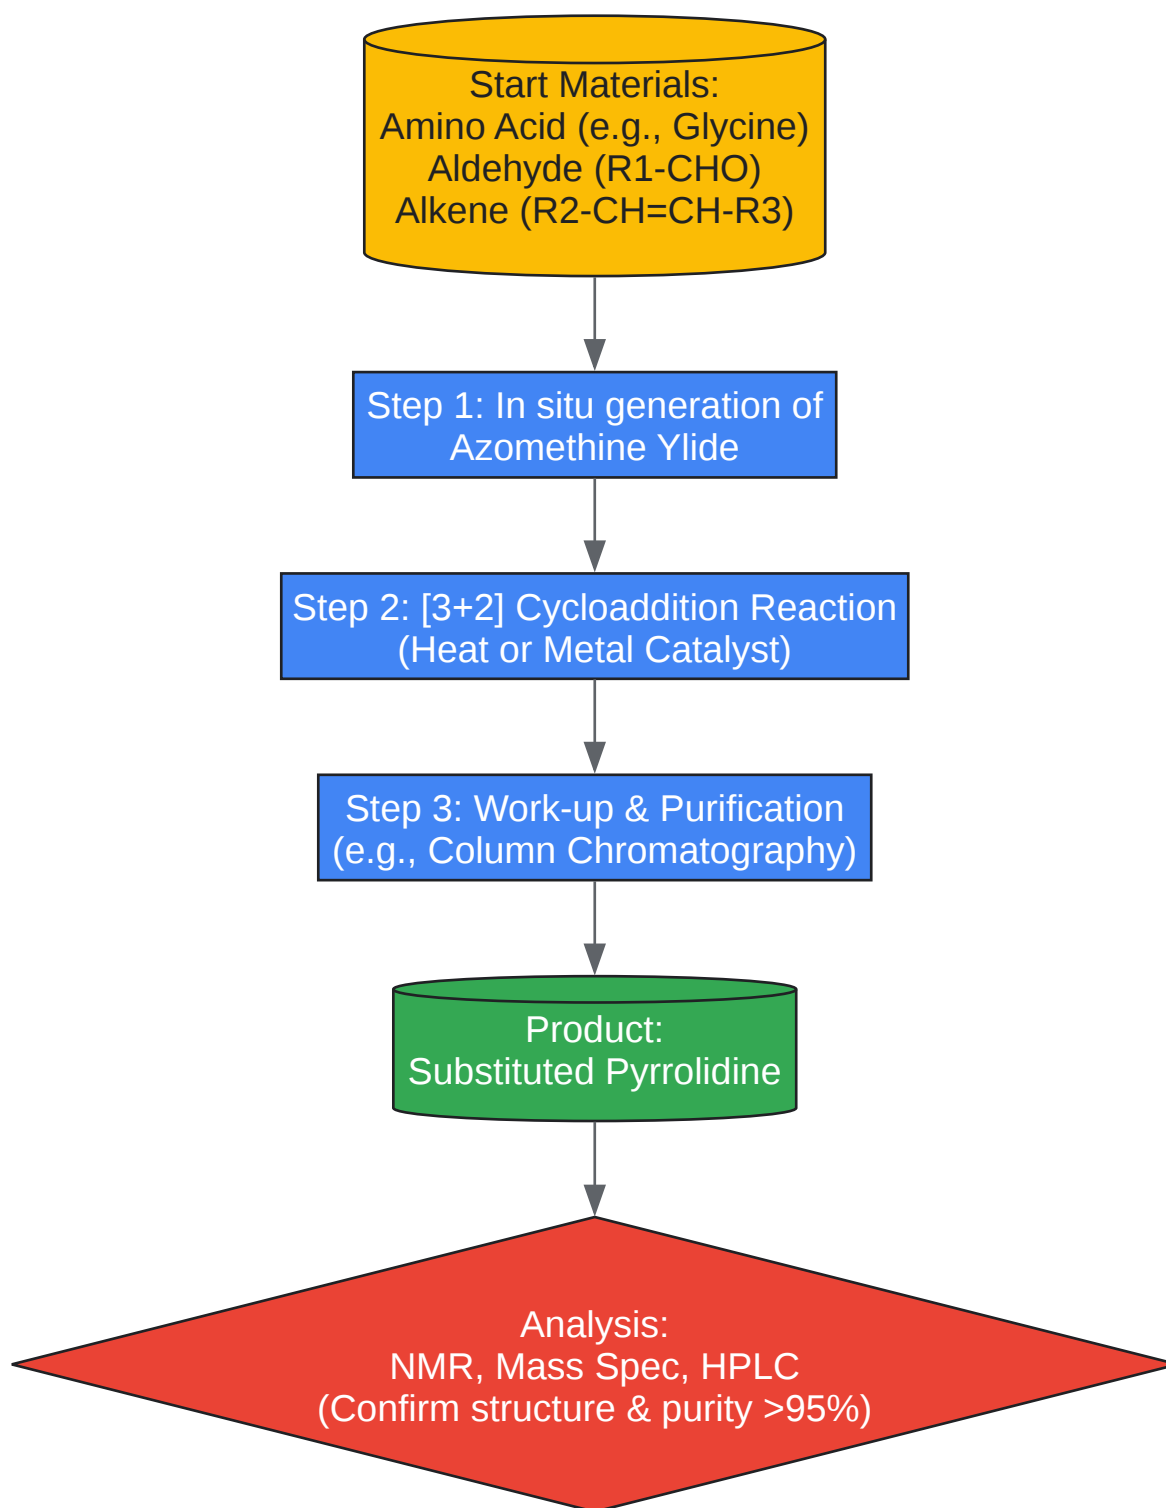 Start Materials:
Amino Acid (e.g., Glycine)
Aldehyde (R1-CHO)
Alkene (R2-CH=CH-R3)
Step 1: In situ generation of
Azomethine Ylide
Step 2: [3+2] Cycloaddition Reaction
(Heat or Metal Catalyst)
Step 3: Work-up & Purification
(e.g., Column Chromatography)
Product:
Substituted Pyrrolidine
Analysis:
NMR, Mass Spec, HPLC
(Confirm structure & purity >95%)